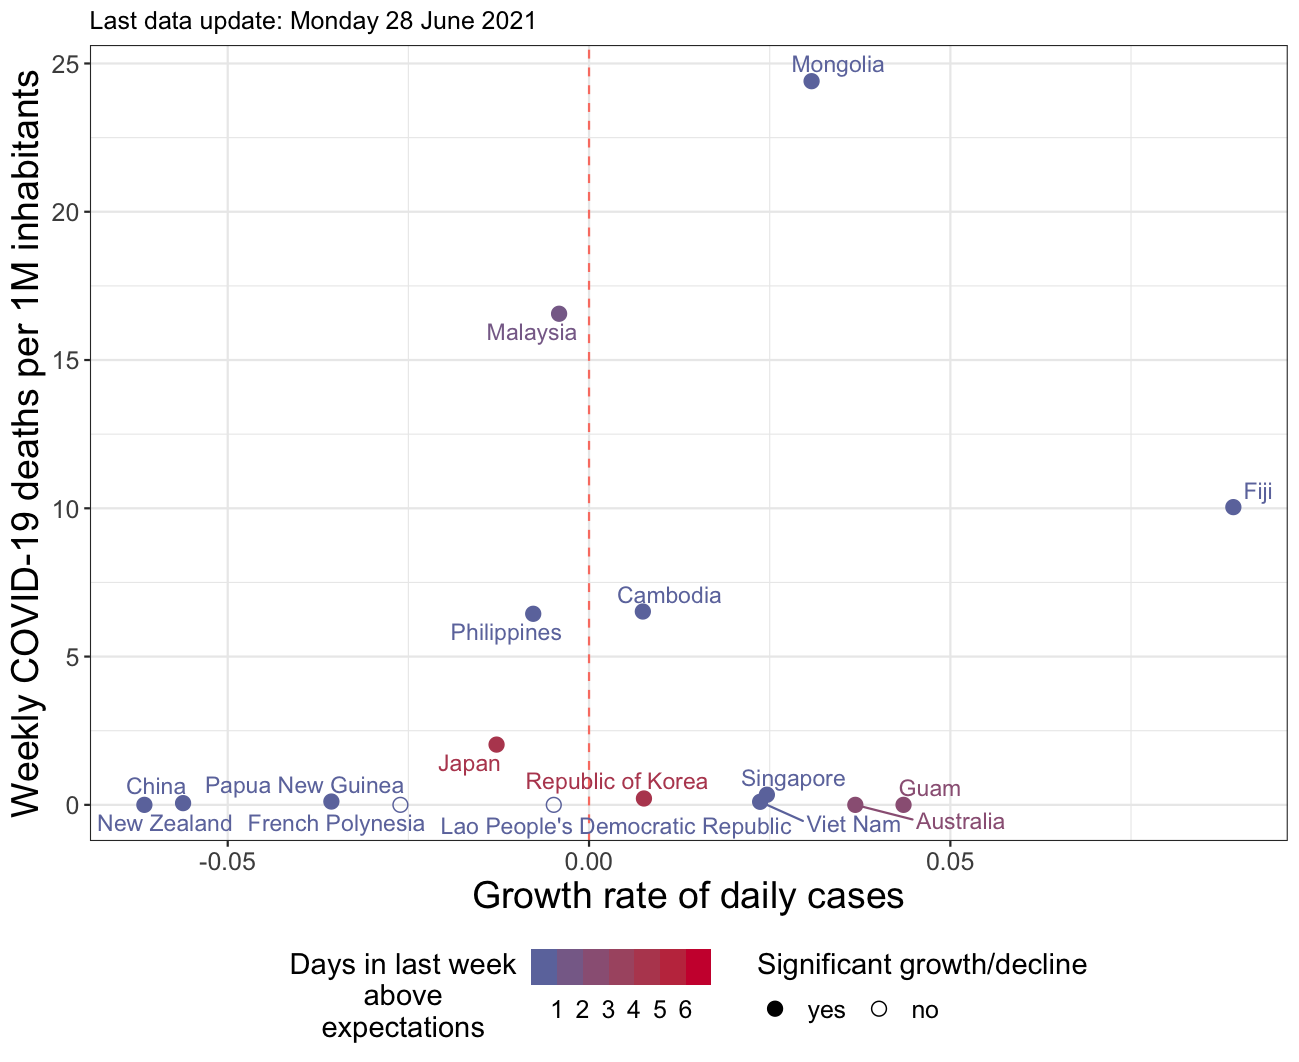 Last data update: Monday 28 June 2021
Weekly COVID-19 deaths per 1M inhabitants
25
20
15
10
5
0
Mongolia
Malaysia
Fiji
Cambodia
Philippines
Japan
Republic of Korea
Singapore
China
Papua New Guinea
Guam
New Zealand
French Polynesia
Lao People's Democratic Republic
Viet Nam
Australia
-0.05
0.00
0.05
Growth rate of daily cases
Days in last week
above
expectations
1 2 3 4 5 6
Significant growth/decline
yes
no